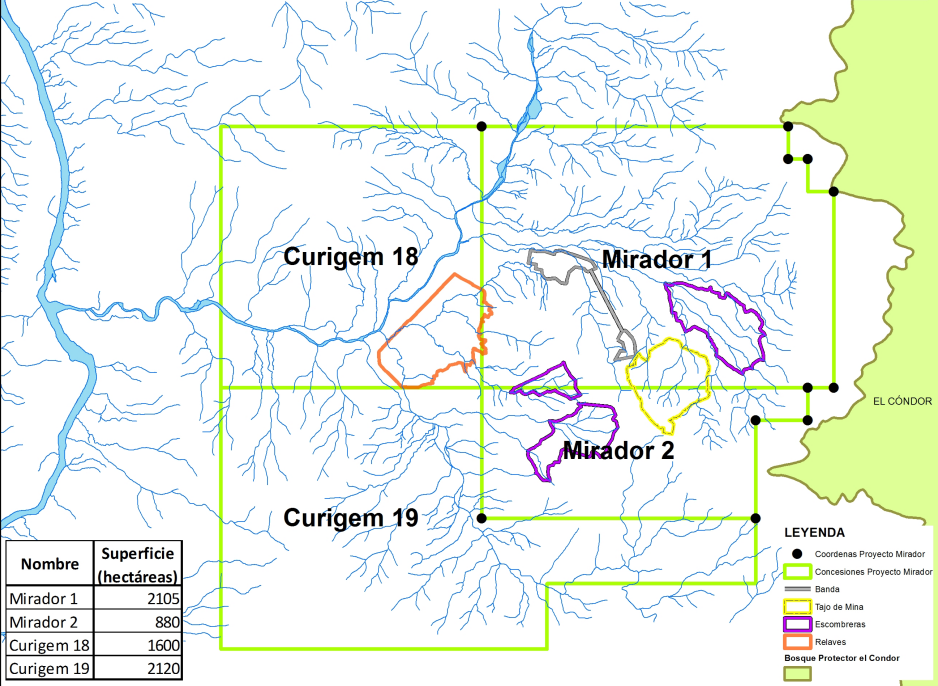 Curigem 18
Mirador 1
EL CÓNDOR
Mirador 2
Curigem 19
Nombre Superficie (hectáreas)
Mirador 1 2105
Mirador 2 880
Curigem 18 1600
Curigem 19 2120
LEYENDA
Coordenas Proyecto Mirador
Concesiones Proyecto Mirador
Banda
Tajo de Mina
Escombreras
Relaves
Bosque Protector el Condor